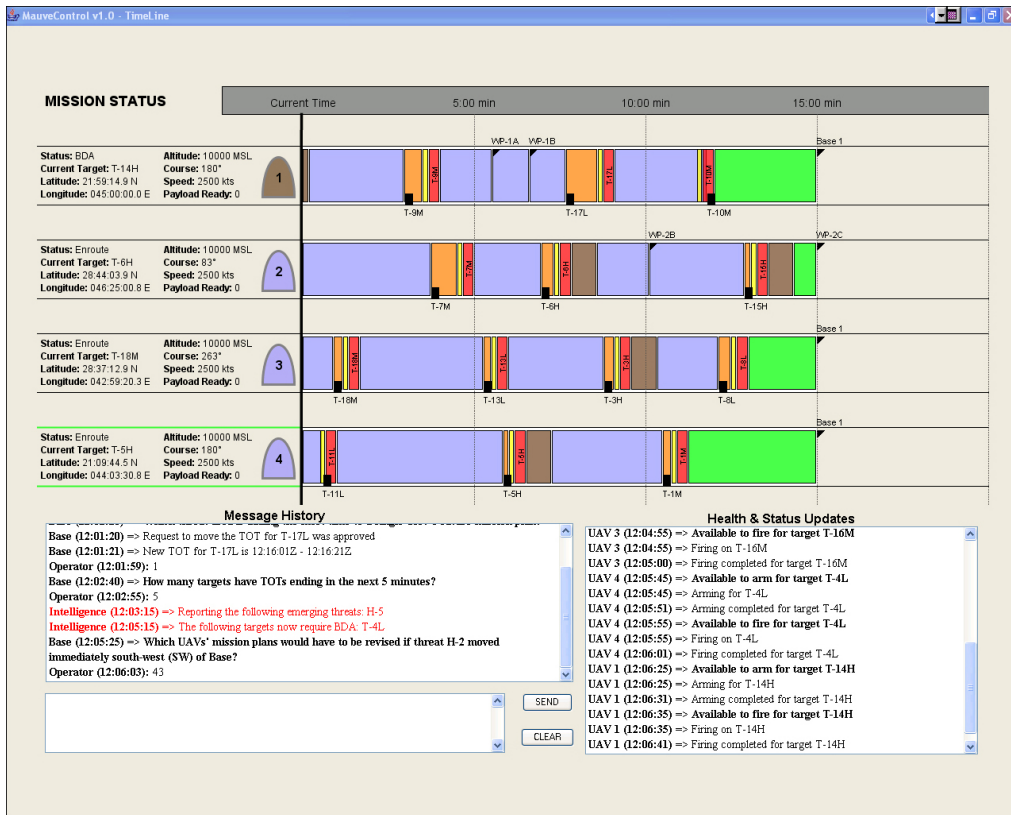 MauveControl v1.0 - TimeLine
MISSION STATUS
Current Time 5:00 min 10:00 min 15:00 min
WP-1A WP-1B Base 1
Status: BDA Altitude: 10000 MSL
Current Target: T-14H Course: 180°
Latitude: 21:59:14.9 N Speed: 2500 kts
Longitude: 045:00:00.0 E Payload Ready: 0
1
T-9M T-17L T-10M
T-9M T-17L T-10M
WP-2B WP-2C
Status: Enroute Altitude: 10000 MSL
Current Target: T-6H Course: 83°
Latitude: 28:44:03.9 N Speed: 2500 kts
Longitude: 046:25:00.8 E Payload Ready: 0
2
T-7M T-6H T-15H
T-7M T-6H T-15H
Base 1
Status: Enroute Altitude: 10000 MSL
Current Target: T-18M Course: 263°
Latitude: 28:37:12.9 N Speed: 2500 kts
Longitude: 042:59:20.3 E Payload Ready: 0
3
T-18M T-13L T-3H T-8L
T-18M T-13L T-3H T-8L
Base 1
Status: Enroute Altitude: 10000 MSL
Current Target: T-5H Course: 180°
Latitude: 21:09:44.5 N Speed: 2500 kts
Longitude: 044:03:30.8 E Payload Ready: 0
4
T-11L T-5H T-1M
T-11L T-5H T-1M
Message History
Base (12:01:20) => Request to move the TOT for T-17L was approved
Base (12:01:21) => New TOT for T-17L is 12:16:01Z - 12:16:21Z
Operator (12:01:59): 1
Base (12:02:40) => How many targets have TOTs ending in the next 5 minutes?
Operator (12:02:55): 5
Intelligence (12:03:15) => Reporting the following emerging threats: H-5
Intelligence (12:05:15) => The following targets now require BDA: T-4L
Base (12:05:25) => Which UAVs' mission plans would have to be revised if threat H-2 moved
immediately south-west (SW) of Base?
Operator (12:06:03): 43
SEND
CLEAR
Health & Status Updates
UAV 3 (12:04:55) => Available to fire for target T-16M
UAV 3 (12:04:55) => Firing on T-16M
UAV 3 (12:05:00) => Firing completed for target T-16M
UAV 4 (12:05:45) => Available to arm for target T-4L
UAV 4 (12:05:45) => Arming for T-4L
UAV 4 (12:05:51) => Arming completed for target T-4L
UAV 4 (12:05:55) => Available to fire for target T-4L
UAV 4 (12:05:55) => Firing on T-4L
UAV 4 (12:06:01) => Firing completed for target T-4L
UAV 1 (12:06:25) => Available to arm for target T-14H
UAV 1 (12:06:25) => Arming for T-14H
UAV 1 (12:06:31) => Arming completed for target T-14H
UAV 1 (12:06:35) => Available to fire for target T-14H
UAV 1 (12:06:35) => Firing on T-14H
UAV 1 (12:06:41) => Firing completed for target T-14H